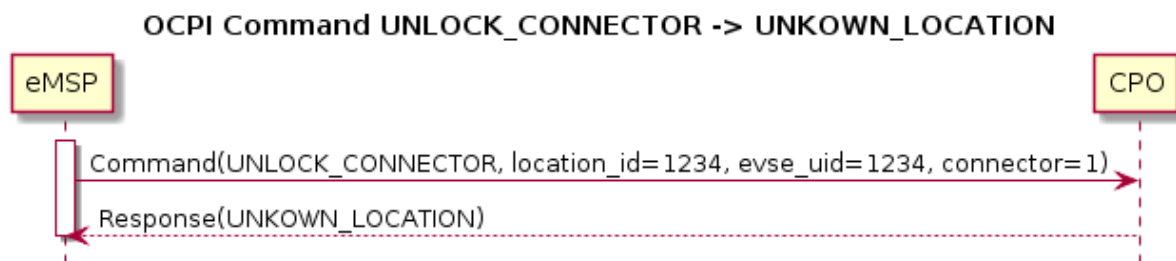 OCPI Command UNLOCK_CONNECTOR -> UNKOWN_LOCATION
eMSP
CPO
Command(UNLOCK_CONNECTOR, location_id=1234, evse_uid=1234, connector=1)
Response(UNKOWN_LOCATION)